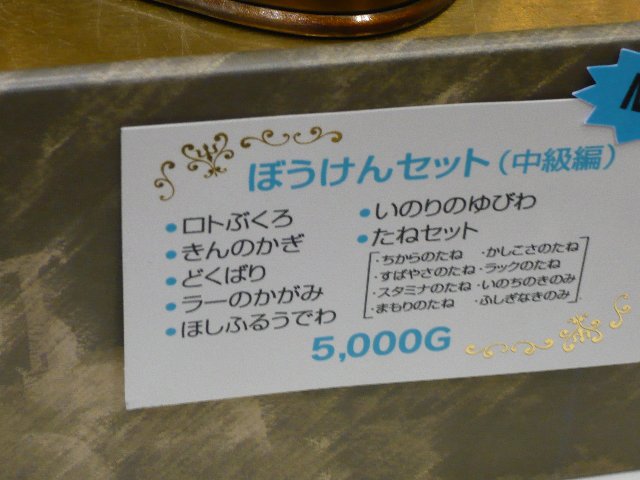 ぼうけんセット(中級編)
•ロトぶくろ
•きんのかぎ
•どくばり
•ラーのかがみ
•ほしふるうでわ
•いのりのゆびわ
•たねセット
・ちからのたね ・かしこさのたね
・すばやさのたね ・ラックのたね
・スタミナのたね ・いのちのきのみ
・まもりのたね ・ふしぎなきのみ
5,000G